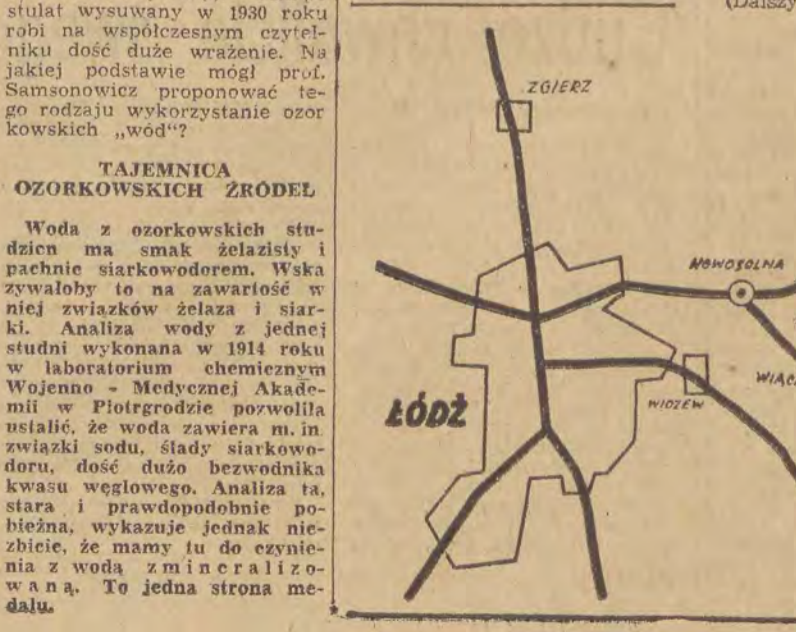 stulat wysuwany w 1930 roku
robi na współczesnym czytel-
niku dość duże wrażenie. Na
jakiej podstawie mógł prof.
Samsonowicz proponować te-
go rodzaju wykorzystanie ozor
kowskich „wód“?
TAJEMNICA
OZORKOWSKICH ŹRÓDEŁ
Woda z ozorkowskich stu-
dzien ma smak żelazisty i
pachnie siarkowodorem. Wska
zywałoby to na zawartość w
niej związków żelaza i siar-
ki. Analiza wody z jednej
studni wykonana w 1914 roku
w laboratorium chemicznym
Wojenno - Medycznej Akade-
mii w Piotrgrodzie pozwoliła
ustalić, że woda zawiera m. in.
związki sodu, ślady siarkowo-
doru, dość dużo bezwodnika
kwasu węglowego. Analiza ta,
stara i prawdopodobnie po-
bieżna, wykazuje jednak nie-
zbicie, że mamy tu do czynie-
nia z wodą zmineralizo-
waną. To jedna strona me-
dalu.
(Dalszy
ZGIERZ
NOWOSOLNA
WIĄC
WIDZEW
ŁÓDŹ